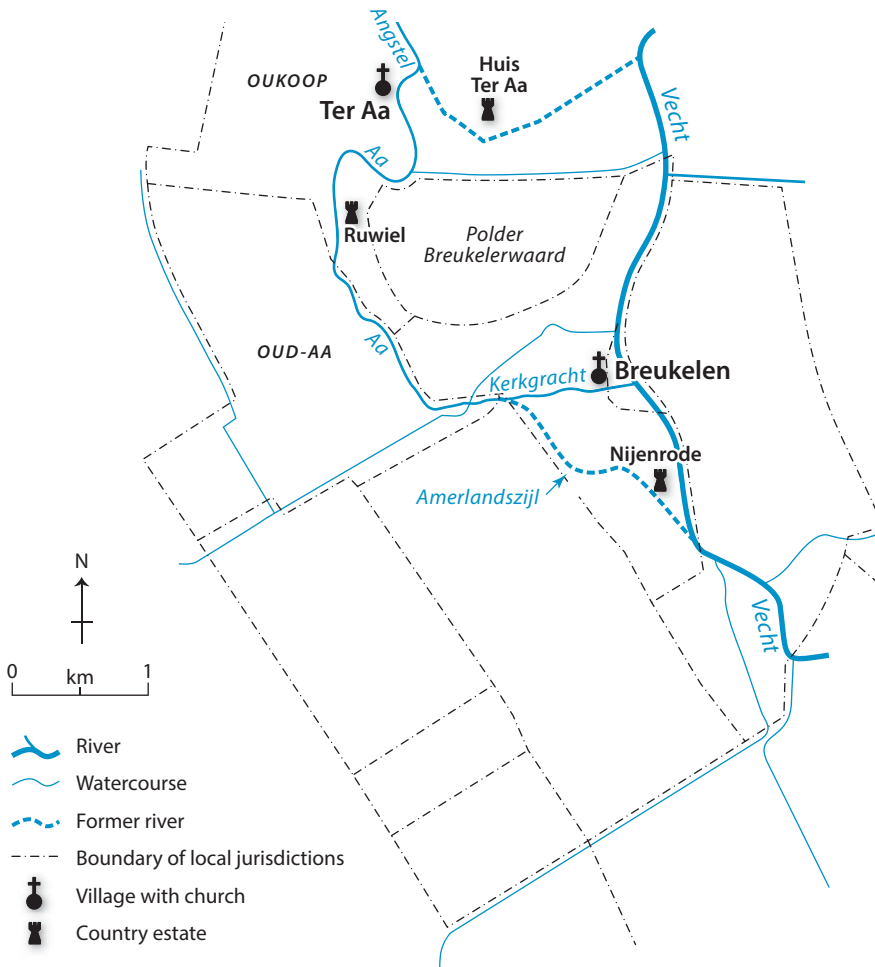 Angstel
OUKOOP
Ter Aa
Huis
Ter Aa
Vecht
Aa
Ruwiel
Polder
Breukelerwaard
OUD-AA
Aa
Kerkgracht
Breukelen
Nijenrode
Amerlandszijl
Vecht
N
0 km 1
River
Watercourse
Former river
Boundary of local jurisdictions
Village with church
Country estate